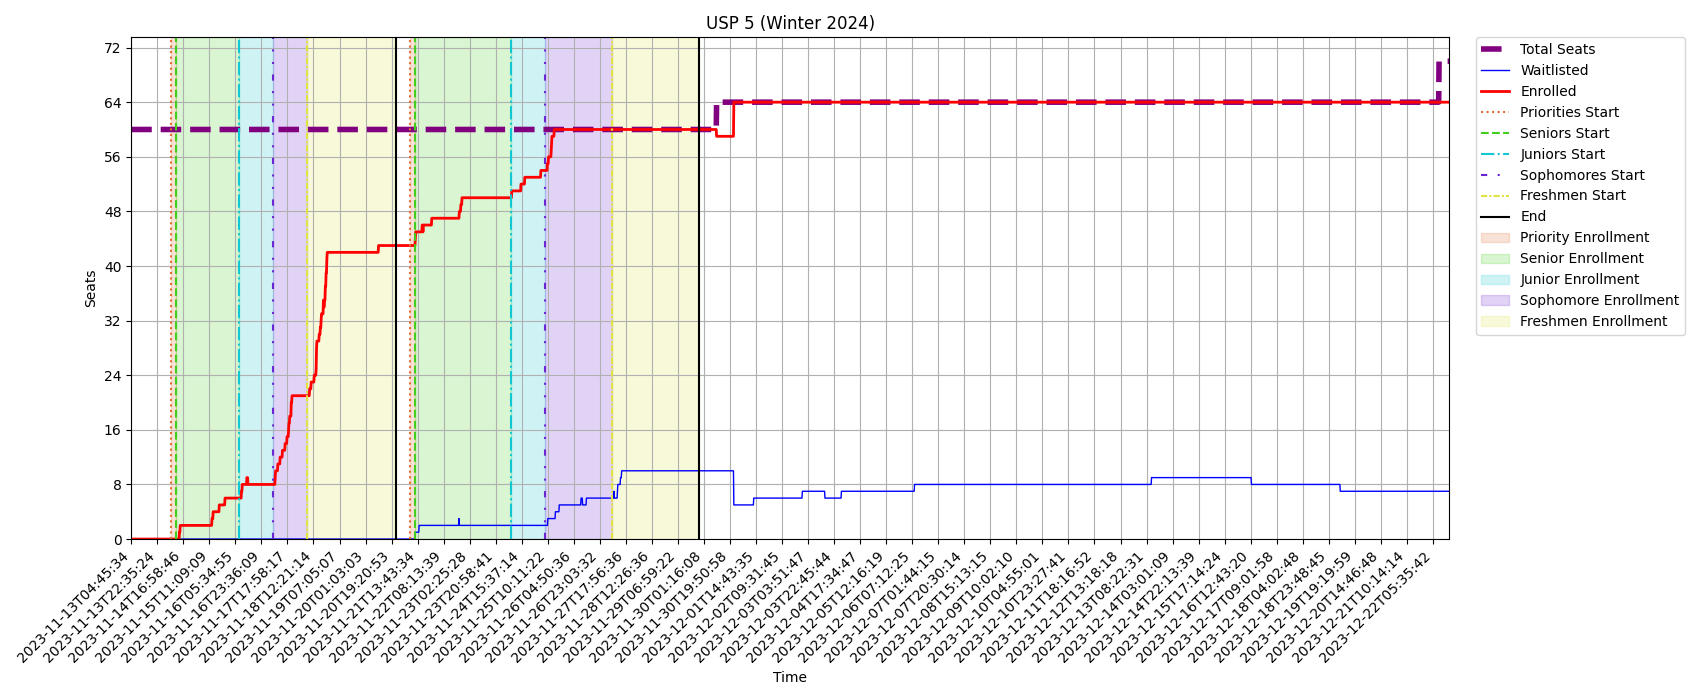 USP 5 (Winter 2024)
72
64
56
48
40
32
24
16
8
0
Seats
Total Seats
Waitlisted
Enrolled
Priorities Start
Seniors Start
Juniors Start
Sophomores Start
Freshmen Start
End
Priority Enrollment
Senior Enrollment
Junior Enrollment
Sophomore Enrollment
Freshmen Enrollment
2023-11-13T04:45:34
2023-11-13T22:35:24
2023-11-14T16:58:46
2023-11-15T11:09:09
2023-11-16T05:34:55
2023-11-16T23:36:09
2023-11-17T17:58:17
2023-11-18T12:21:14
2023-11-19T07:05:07
2023-11-20T01:03:03
2023-11-20T19:20:53
2023-11-21T13:43:34
2023-11-22T08:13:39
2023-11-23T02:25:28
2023-11-23T20:58:41
2023-11-24T15:37:14
2023-11-25T10:11:22
2023-11-26T04:50:36
2023-11-26T23:03:32
2023-11-27T17:56:36
2023-11-28T12:26:36
2023-11-29T06:59:22
2023-11-30T01:16:08
2023-11-30T19:50:58
2023-12-01T14:43:35
2023-12-02T09:31:45
2023-12-03T03:51:47
2023-12-03T22:45:44
2023-12-04T17:34:47
2023-12-05T12:16:19
2023-12-06T07:12:25
2023-12-07T01:44:15
2023-12-07T20:30:14
2023-12-08T15:13:15
2023-12-09T10:02:10
2023-12-10T04:55:01
2023-12-10T23:27:41
2023-12-11T18:16:52
2023-12-12T13:18:18
2023-12-13T08:22:31
2023-12-14T03:01:09
2023-12-14T22:13:39
2023-12-15T17:14:24
2023-12-16T12:43:20
2023-12-17T09:01:58
2023-12-18T04:02:48
2023-12-18T23:48:45
2023-12-19T19:19:59
2023-12-20T14:46:48
2023-12-21T10:14:14
2023-12-22T05:35:42
Time